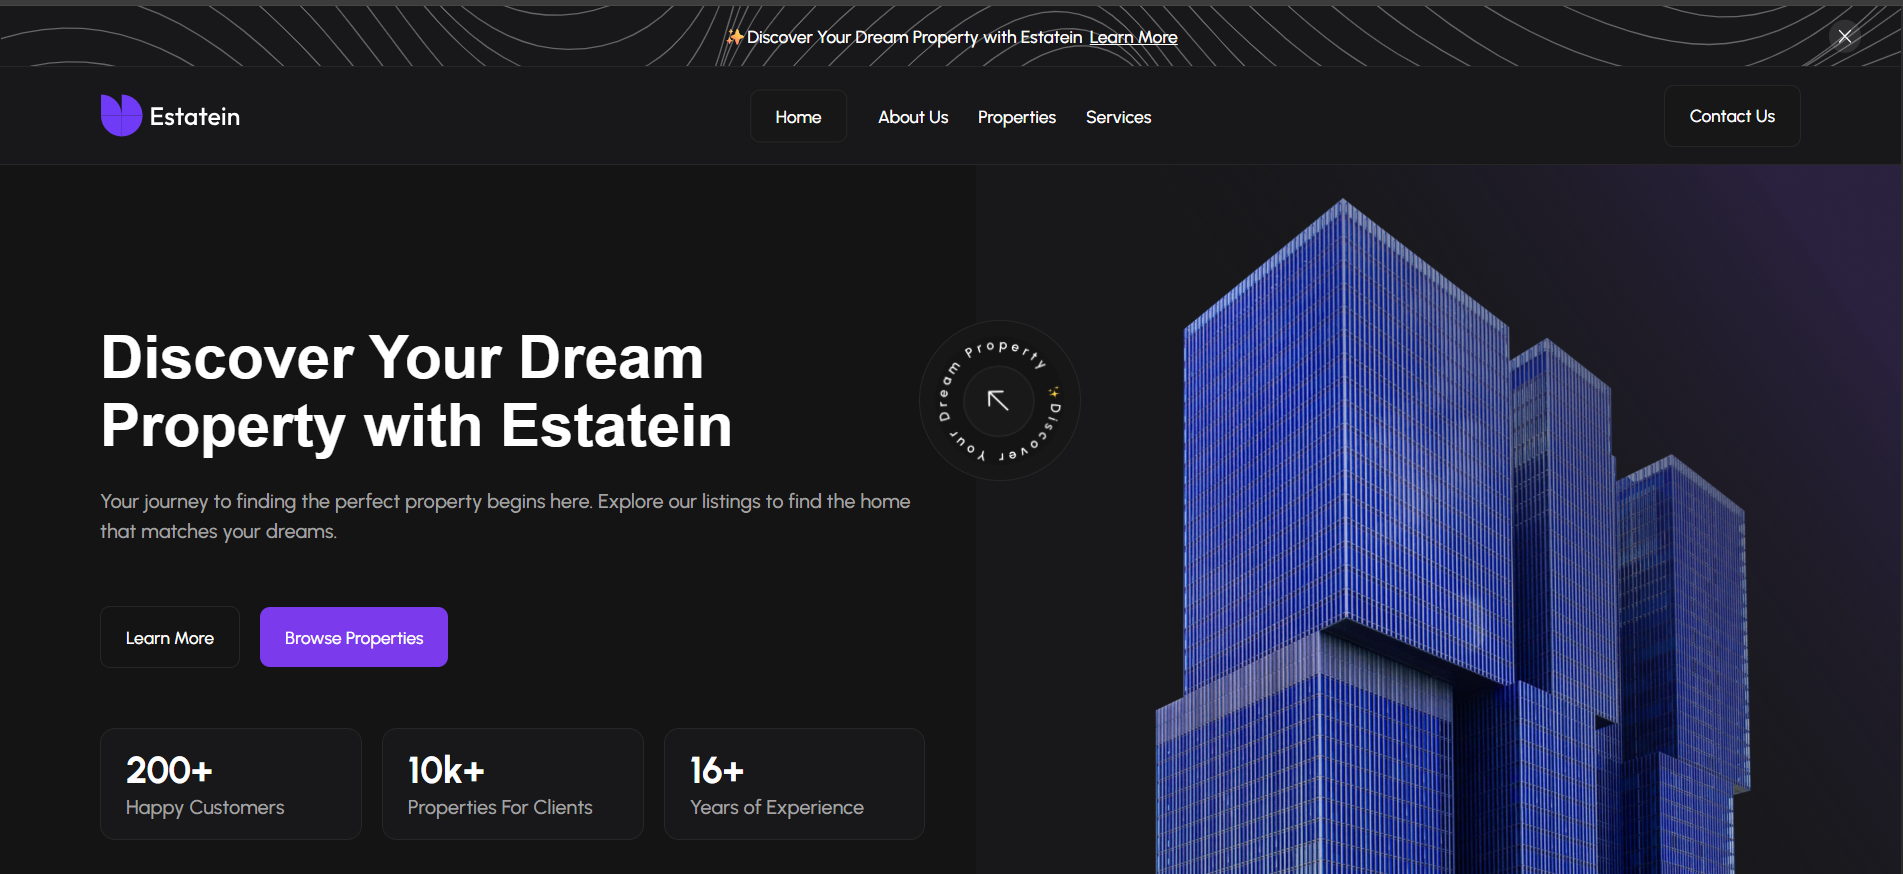 ✨Discover Your Dream Property with Estatein Learn More
Estatein
Home
About Us
Properties
Services
Contact Us
Discover Your Dream
Property with Estatein
Your journey to finding the perfect property begins here. Explore our listings to find the home
that matches your dreams.
✨ Discover Your Dream Property
Learn More
Browse Properties
200+
Happy Customers
10k+
Properties For Clients
16+
Years of Experience